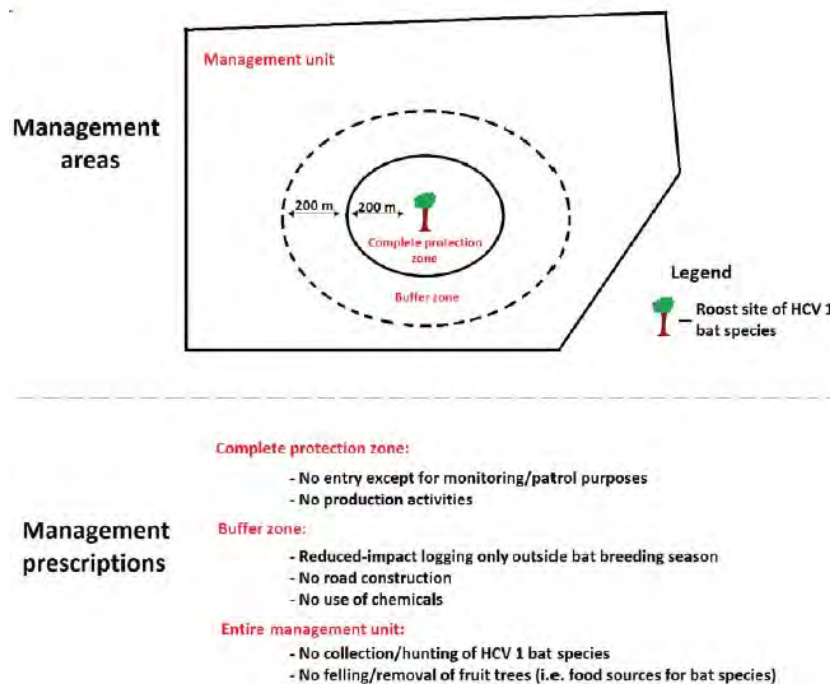 Management unit
Management
areas
200 m
200 m
Complete protection
zone
Buffer zone
Legend
Roost site of HCV 1
bat species
Complete protection zone:
- No entry except for monitoring/patrol purposes
- No production activities
Management
prescriptions
Buffer zone:
- Reduced-impact logging only outside bat breeding season
- No road construction
- No use of chemicals
Entire management unit:
- No collection/hunting of HCV 1 bat species
- No felling/removal of fruit trees (i.e. food sources for bat species)